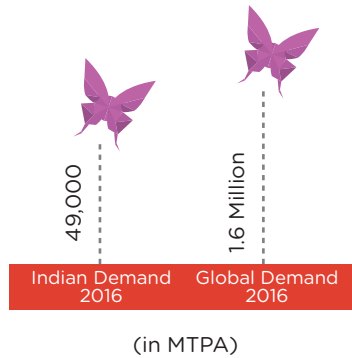 49,000
1.6 Million
Indian Demand
2016
Global Demand
2016
(in MTPA)